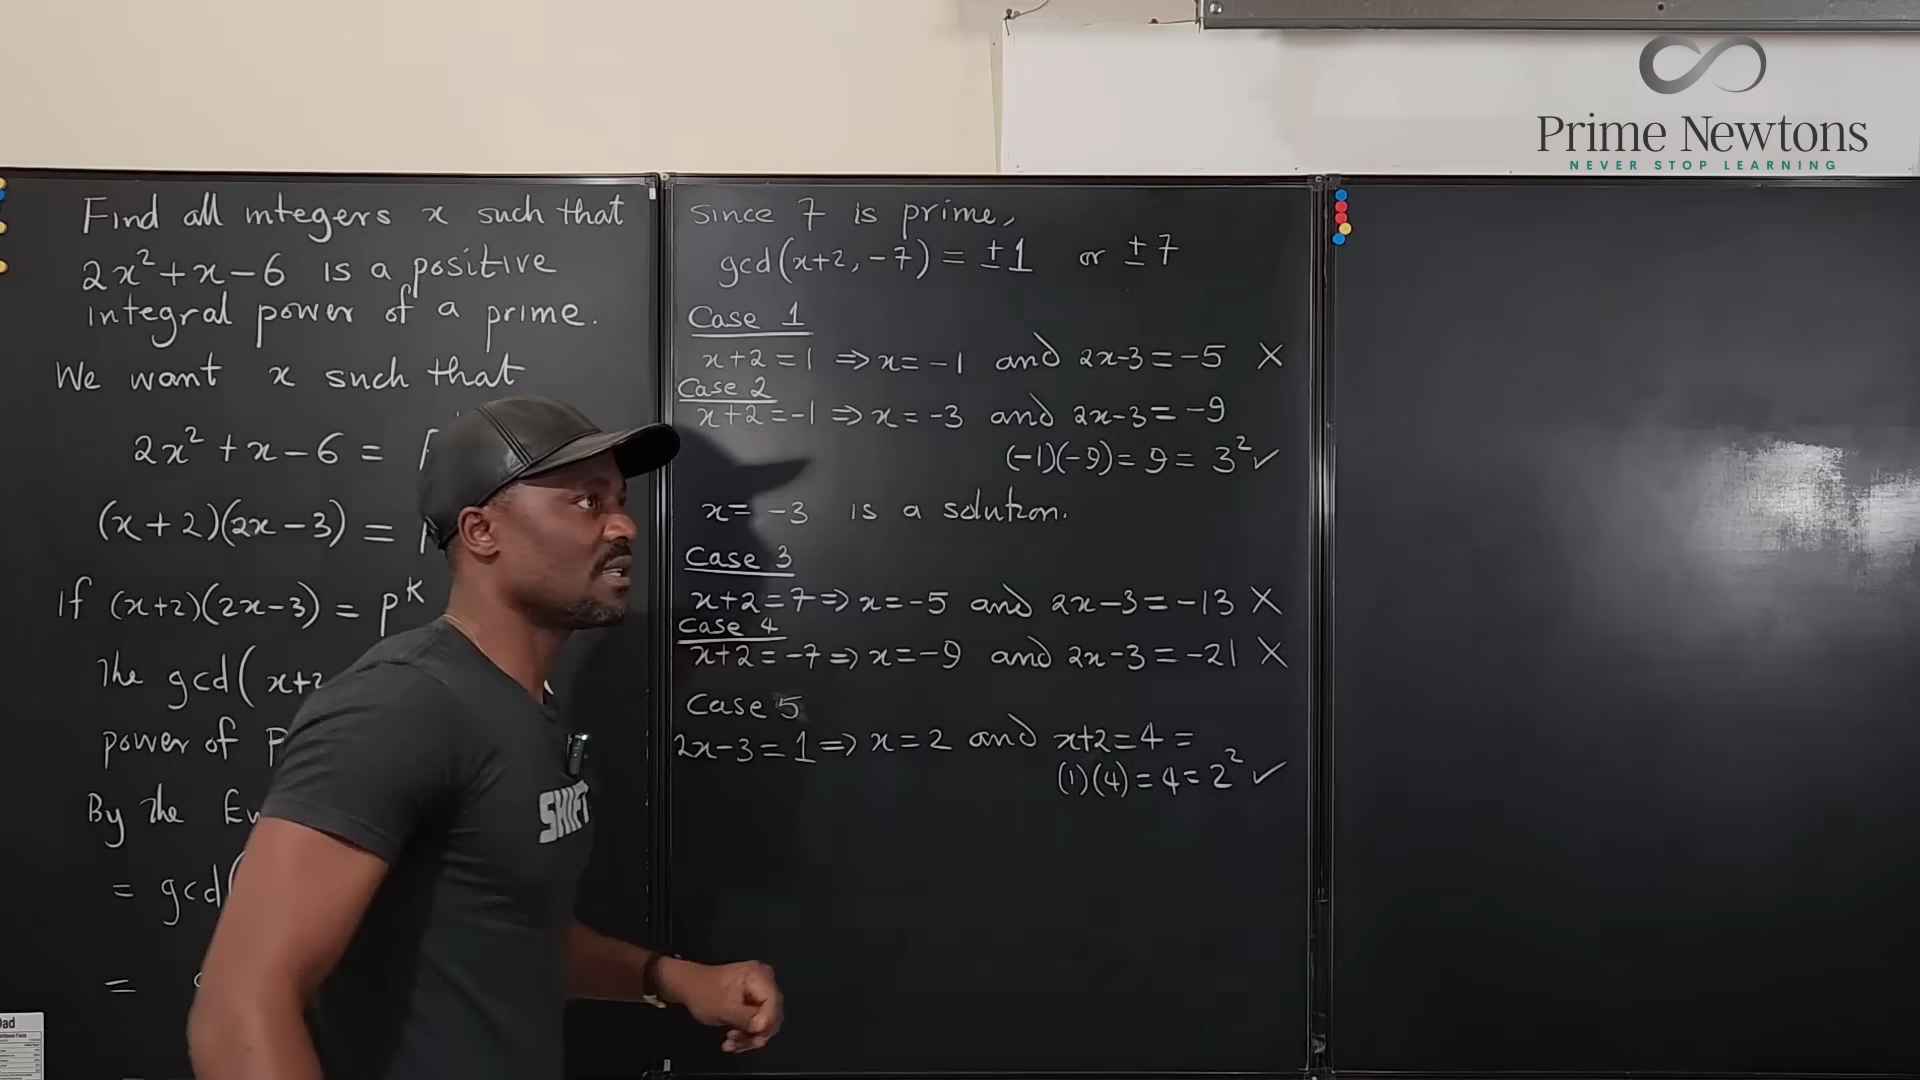 Prime Newtons
NEVER STOP LEARNING
Find all integers x such that
2x²+x-6 is a positive
integral power of a prime.
We want x such that
2x²+x-6 =
(x+2)(2x-3) =
If (x+2)(2x-3) = p^k
The gcd(x+2
power of P
By the
= gcd(
=
Since 7 is prime,
gcd(x+2, -7) = ±1 or ±7
Case 1
x+2=1 ⇒ x=-1 and 2x-3=-5 X
Case 2
x+2=-1 ⇒ x=-3 and 2x-3=-9
(-1)(-9)=9=3² ✓
x=-3 is a solution.
Case 3
x+2=7 ⇒ x=-5 and 2x-3=-13 X
Case 4
x+2=-7 ⇒ x=-9 and 2x-3=-21 X
Case 5
2x-3=1 ⇒ x=2 and x+2=4=
(1)(4)=4=2² ✓
SHIFT